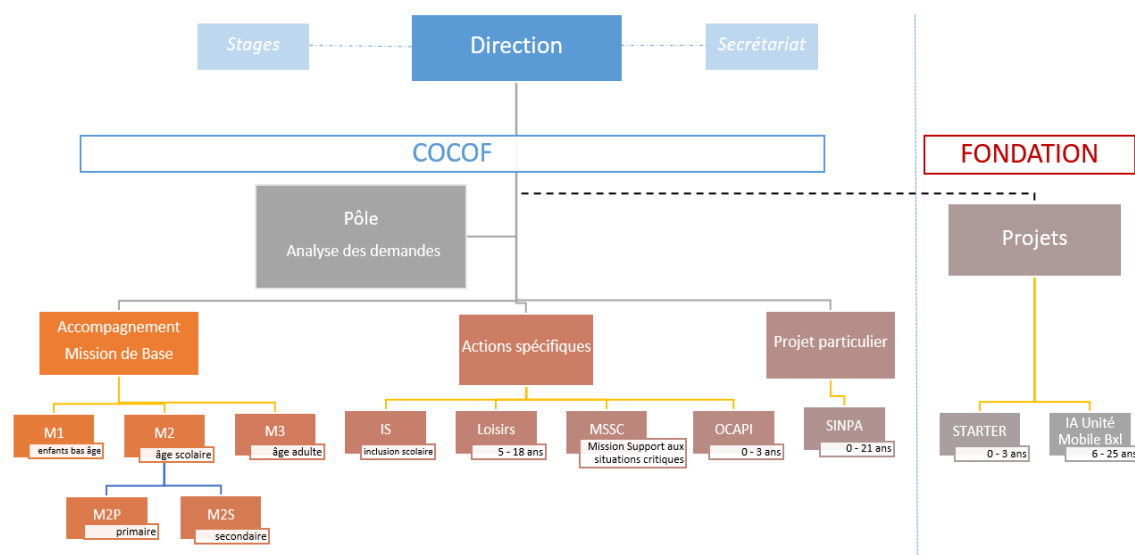 Stages
Direction
Secrétariat
COCOF
FONDATION
Pôle
Analyse des demandes
Projets
Accompagnement
Mission de Base
Actions spécifiques
Projet particulier
M1
enfants bas âge
M2
âge scolaire
M3
âge adulte
IS
inclusion scolaire
Loisirs
5 - 18 ans
MSSC
Mission Support aux
situations critiques
OCAPI
0 - 3 ans
SINPA
0 - 21 ans
STARTER
0 - 3 ans
IA Unité
Mobile Bxl
6 - 25 ans
M2P
primaire
M2S
secondaire